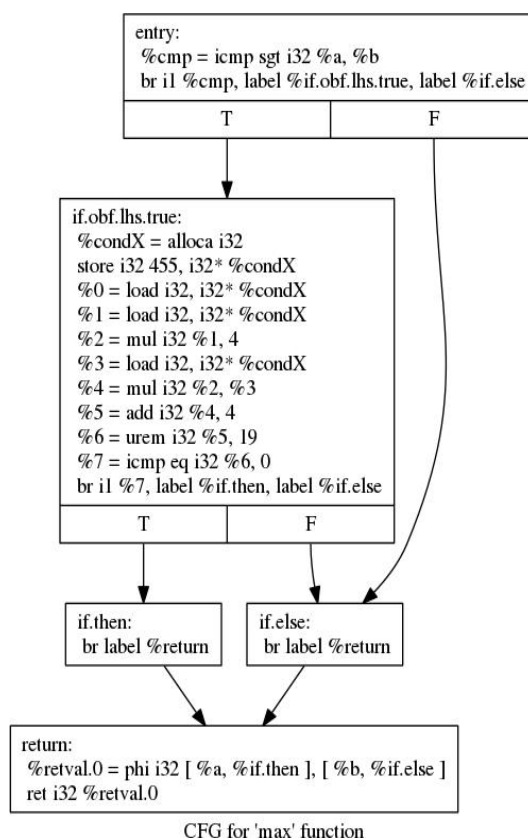 entry:
%cmp = icmp sgt i32 %a, %b
br i1 %cmp, label %if.obf.lhs.true, label %if.else
T F
if.obf.lhs.true:
%condX = alloca i32
store i32 455, i32* %condX
%0 = load i32, i32* %condX
%1 = load i32, i32* %condX
%2 = mul i32 %1, 4
%3 = load i32, i32* %condX
%4 = mul i32 %2, %3
%5 = add i32 %4, 4
%6 = urem i32 %5, 19
%7 = icmp eq i32 %6, 0
br i1 %7, label %if.then, label %if.else
T F
if.then:
br label %return
if.else:
br label %return
return:
%retval.0 = phi i32 [ %a, %if.then ], [ %b, %if.else ]
ret i32 %retval.0
CFG for 'max' function